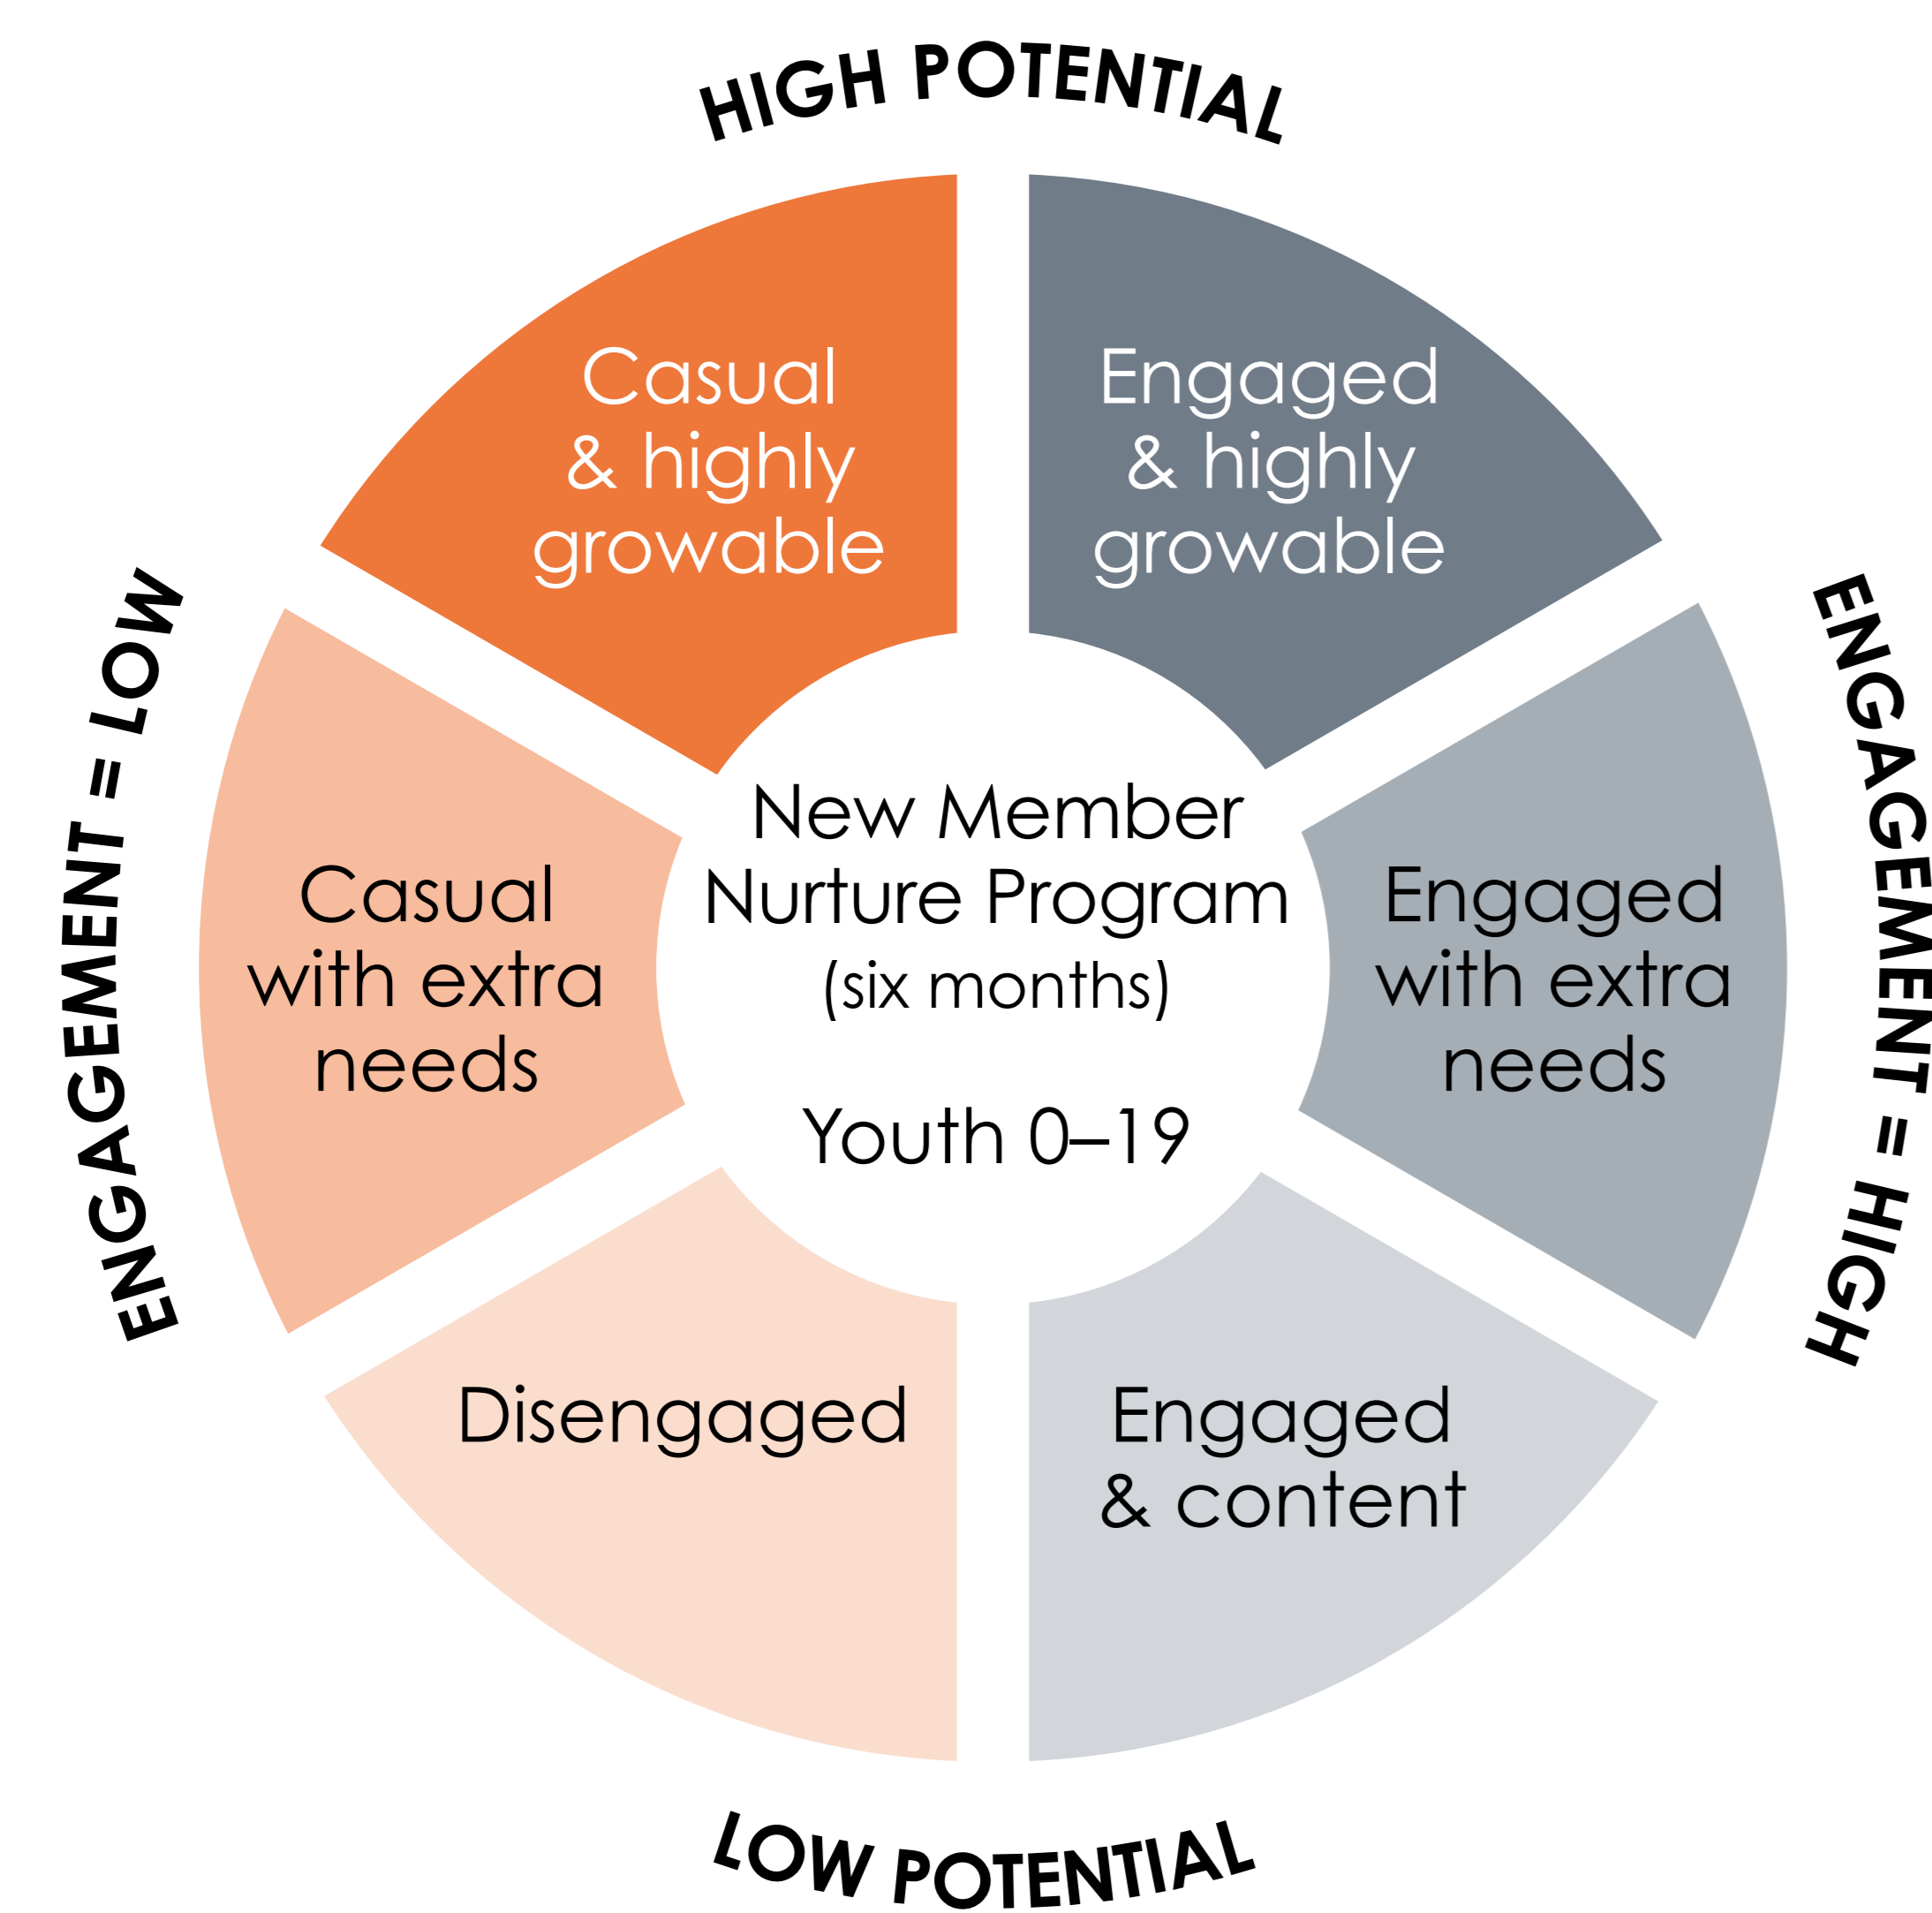 HIGH POTENTIAL
Casual
& highly
growable
Engaged
& highly
growable
ENGAGEMENT = LOW
ENGAGEMENT = HIGH
Casual
with extra
needs
New Member
Nurture Program
(six months)
Youth 0–19
Engaged
with extra
needs
Disengaged
Engaged
& content
LOW POTENTIAL